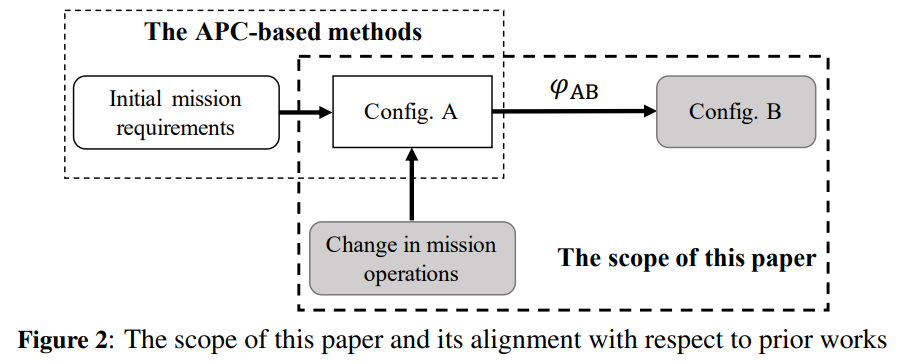 The APC-based methods
Initial mission
requirements
Config. A
φAB
Config. B
Change in mission
operations
The scope of this paper
Figure 2: The scope of this paper and its alignment with respect to prior works